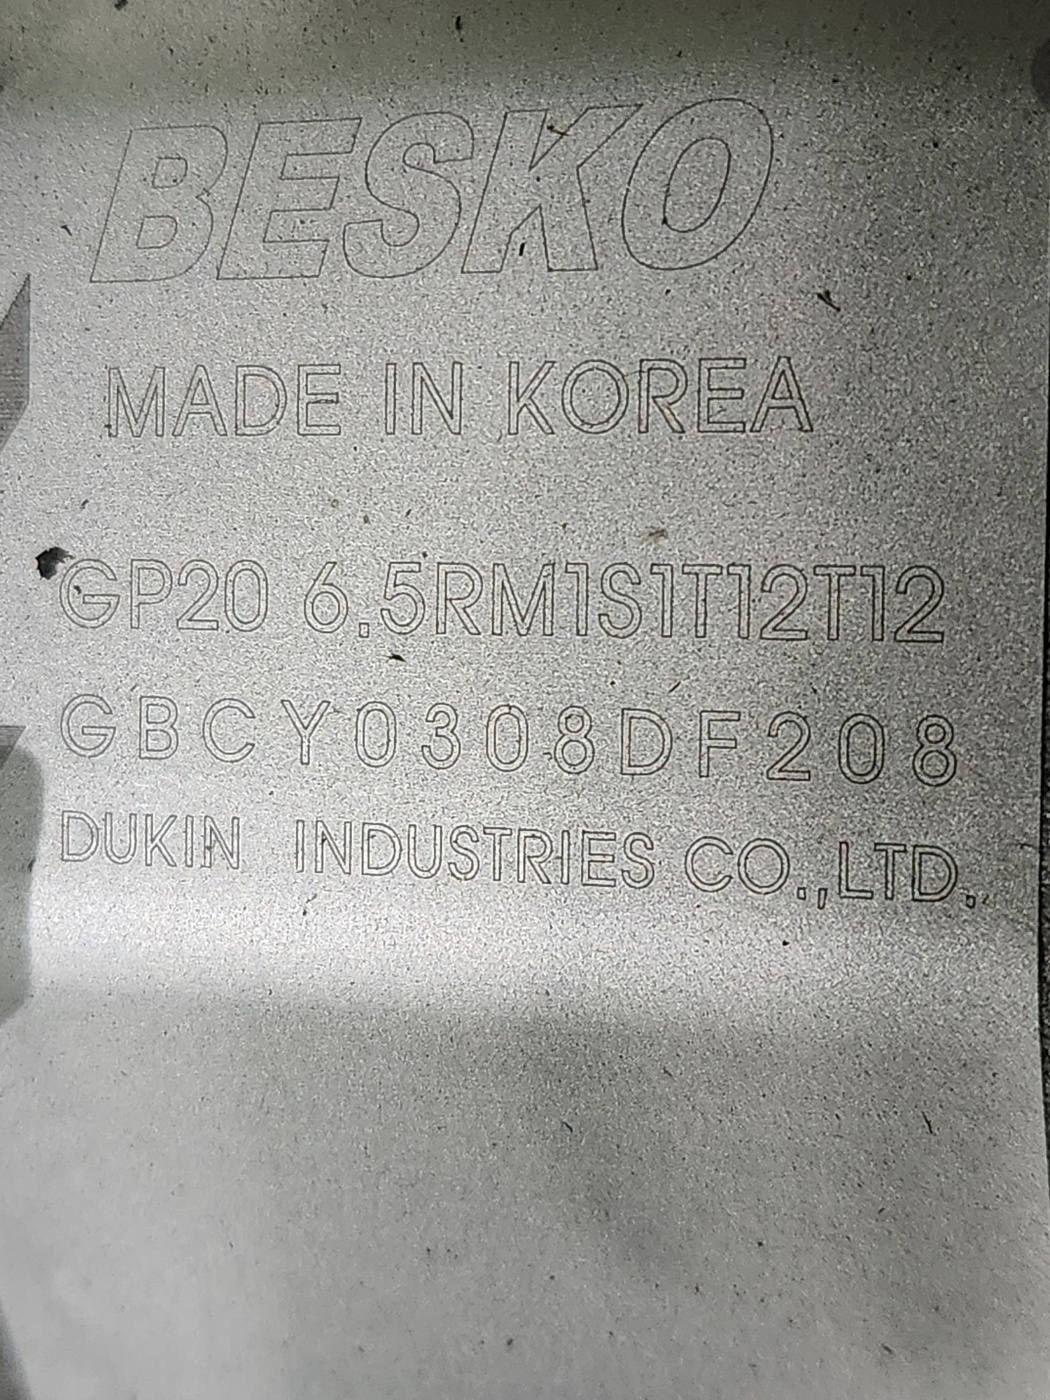 BESKO
MADE IN KOREA
GP20 6.5RM1S1T12T12
GBCY0308DF208
DUKIN INDUSTRIES CO.,LTD.